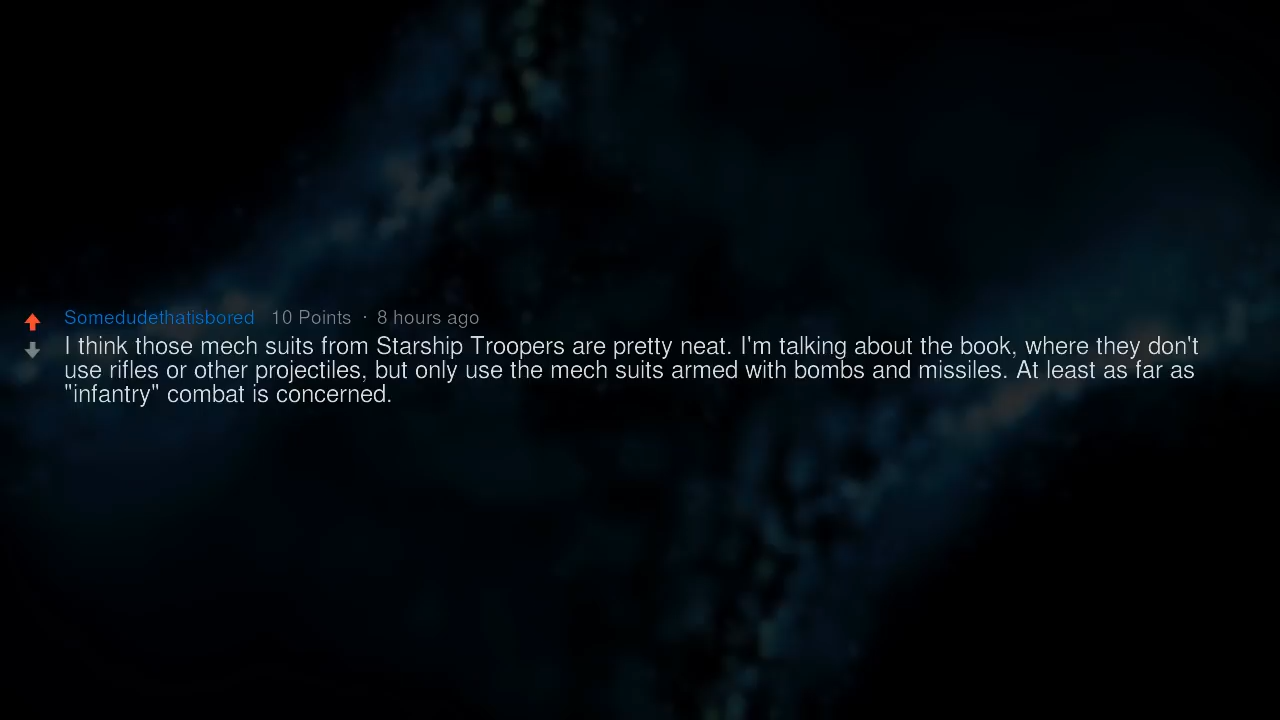 Somedudethatisbored 10 Points · 8 hours ago
I think those mech suits from Starship Troopers are pretty neat. I'm talking about the book, where they don't
use rifles or other projectiles, but only use the mech suits armed with bombs and missiles. At least as far as
"infantry" combat is concerned.